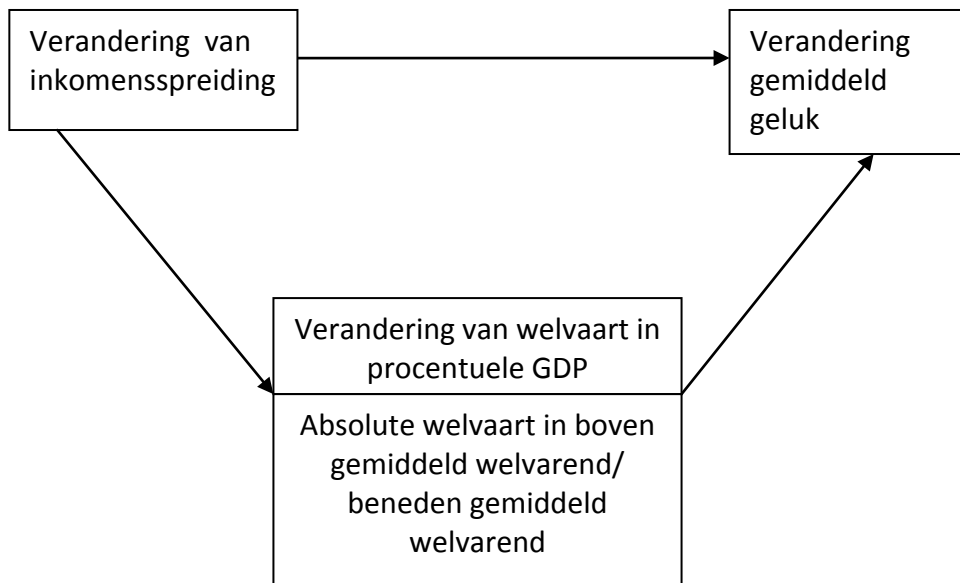 Verandering van
inkomensspreiding
Verandering
gemiddeld
geluk
Verandering van welvaart in
procentuele GDP
Absolute welvaart in boven
gemiddeld welvarend/
beneden gemiddeld
welvarend